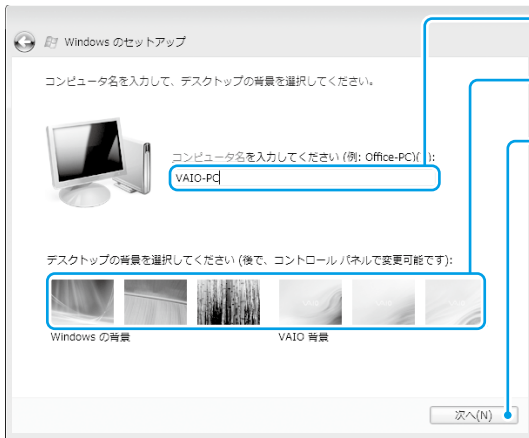 Windows のセットアップ
コンピュータ名を入力して、デスクトップの背景を選択してください。
コンピュータ名を入力してください (例: Office-PC)( ):
VAIO-PC
デスクトップの背景を選択してください (後で、コントロール パネルで変更可能です):
Windows の背景
VAIO 背景
次へ(N)